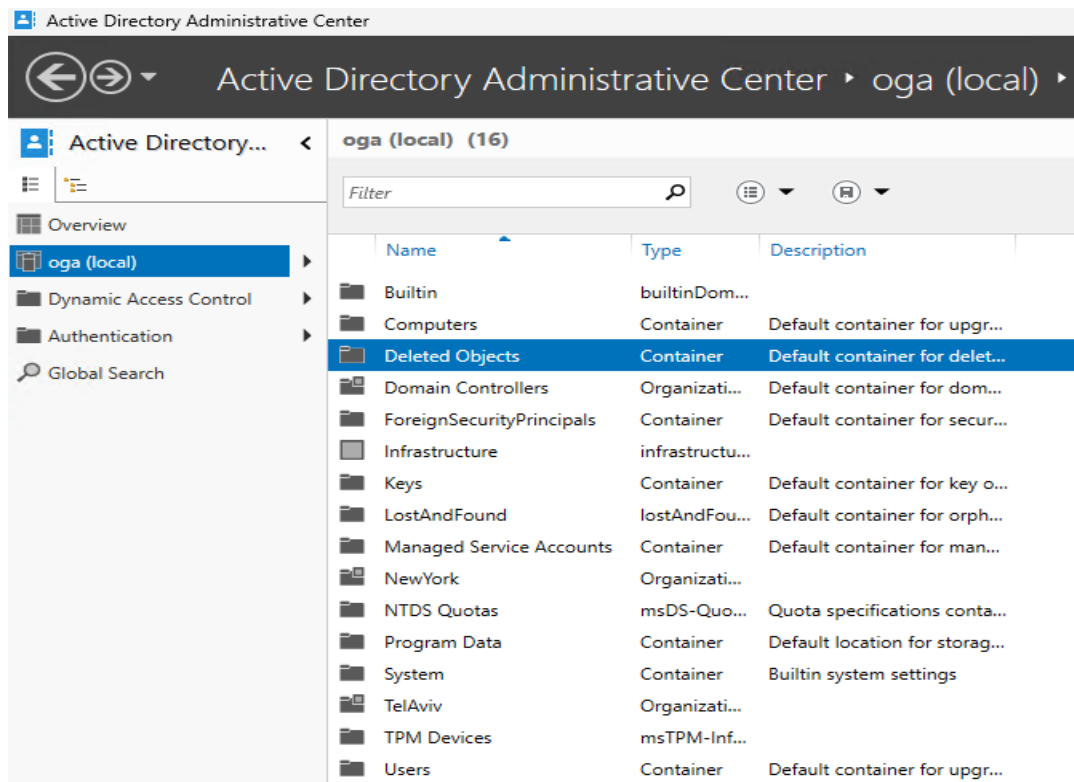 Active Directory Administrative Center
Active Directory Administrative Center ‣ oga (local) ‣
Active Directory...
oga (local) (16)
Filter
Overview
oga (local)
Dynamic Access Control
Authentication
Global Search
Name Type Description
Builtin builtinDom...
Computers Container Default container for upgr...
Deleted Objects Container Default container for delet...
Domain Controllers Organizati... Default container for dom...
ForeignSecurityPrincipals Container Default container for secur...
Infrastructure infrastructu...
Keys Container Default container for key o...
LostAndFound lostAndFou... Default container for orph...
Managed Service Accounts Container Default container for man...
NewYork Organizati...
NTDS Quotas msDS-Quo... Quota specifications conta...
Program Data Container Default location for storag...
System Container Builtin system settings
TelAviv Organizati...
TPM Devices msTPM-Inf...
Users Container Default container for upgr...